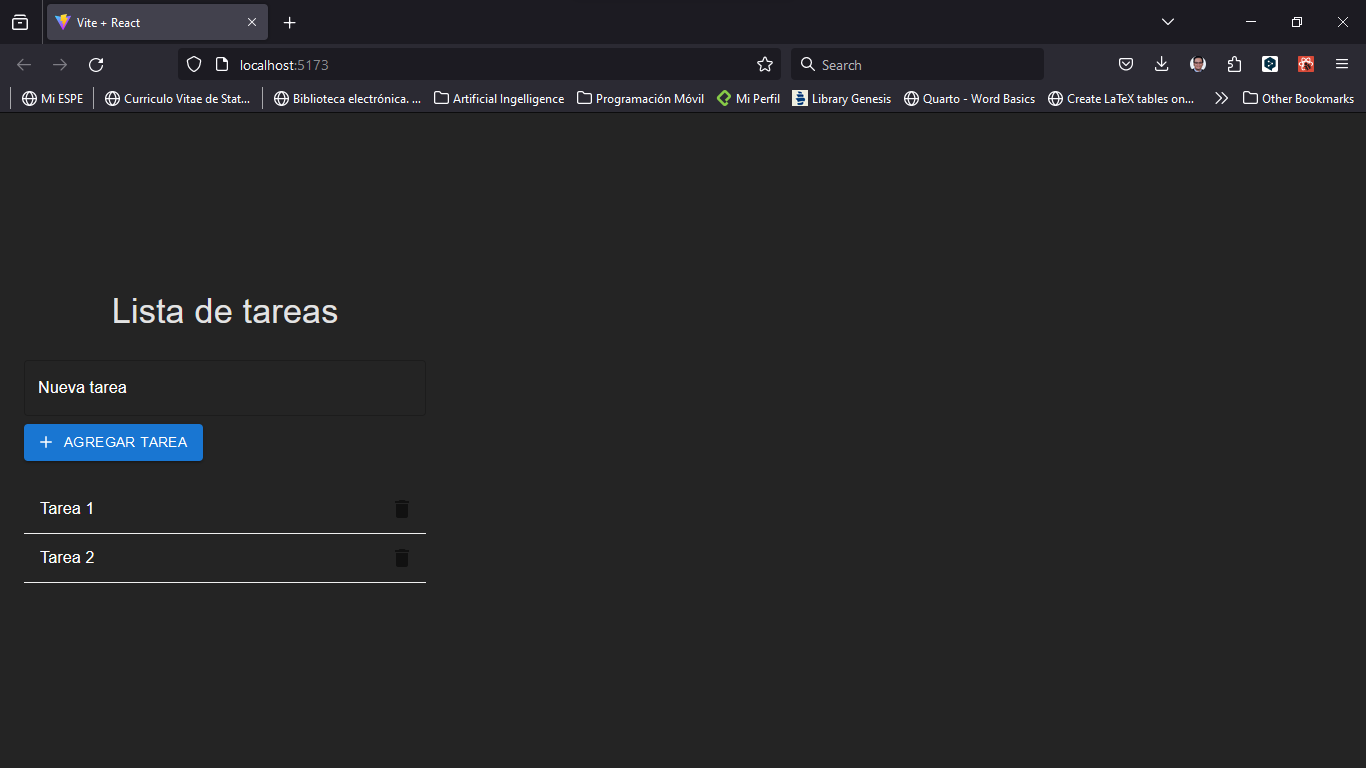 Vite + React
localhost:5173
Search
Mi ESPE
Curriculo Vitae de Stat...
Biblioteca electrónica. ...
Artificial Ingelligence
Programación Móvil
Mi Perfil
Library Genesis
Quarto - Word Basics
Create LaTeX tables on...
Other Bookmarks
Lista de tareas
Nueva tarea
AGREGAR TAREA
Tarea 1
Tarea 2